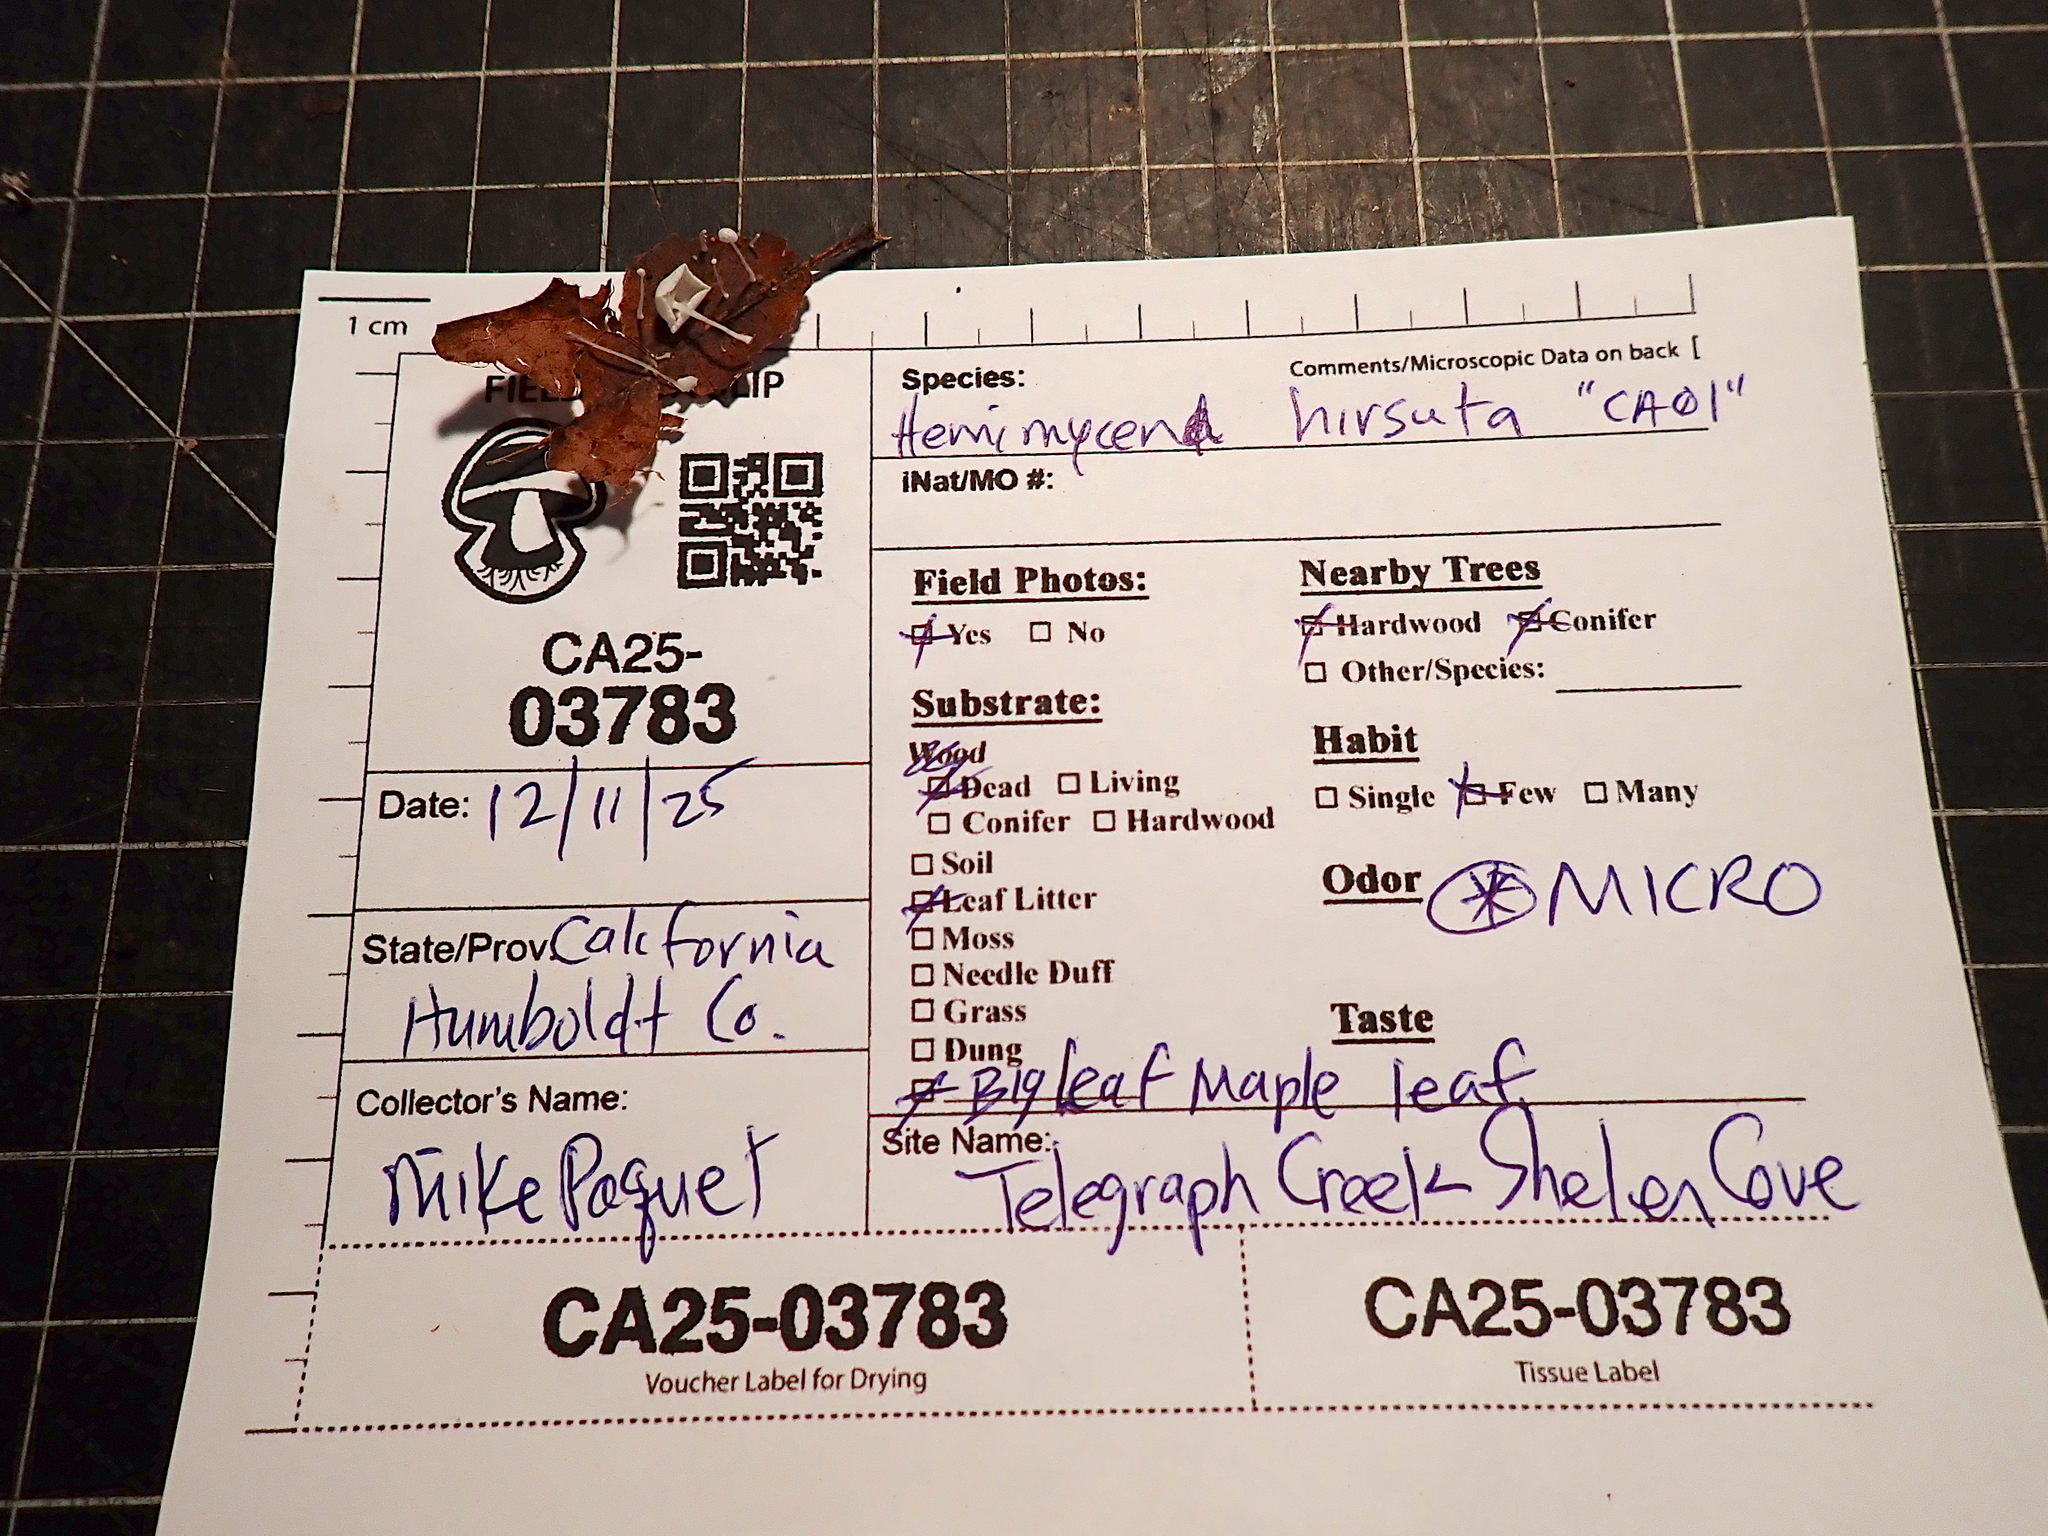 1 cm
Comments/Microscopic Data on back [
Species:
Hemimycena hirsuta "CA01"
iNat/MO #:
CA25-
03783
Date: 12/11/25
State/Prov. California
Humboldt Co.
Collector's Name:
Mike Paquet
Field Photos:
Yes No
Substrate:
Wood
Dead Living
Conifer Hardwood
Soil
Leaf Litter
Moss
Needle Duff
Grass
Dung
Big Leaf Maple leaf
Nearby Trees
Hardwood Conifer
Other/Species:
Habit
Single Few Many
Odor * MICRO
Taste
Site Name:
Telegraph Creek Shelter Cove
CA25-03783
Voucher Label for Drying
CA25-03783
Tissue Label